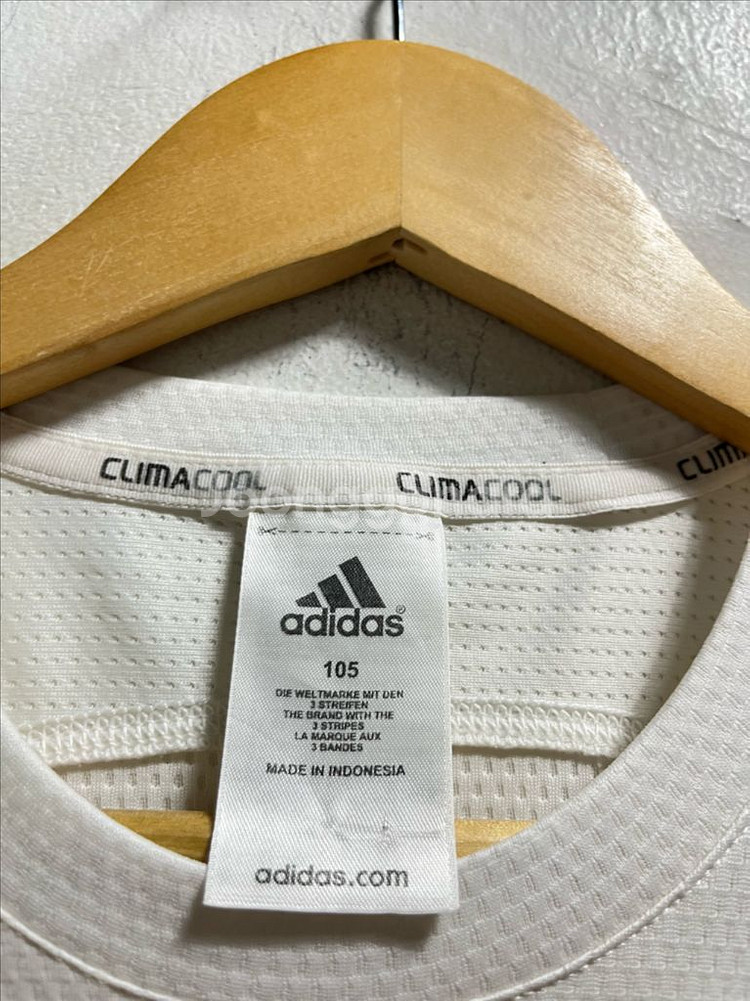 CLIMACOOL CLIMACOOL CLIM
adidas®
105
DIE WELTMARKE MIT DEN
3 STREIFEN
THE BRAND WITH THE
3 STRIPES
LA MARQUE AUX
3 BANDES
MADE IN INDONESIA
adidas.com